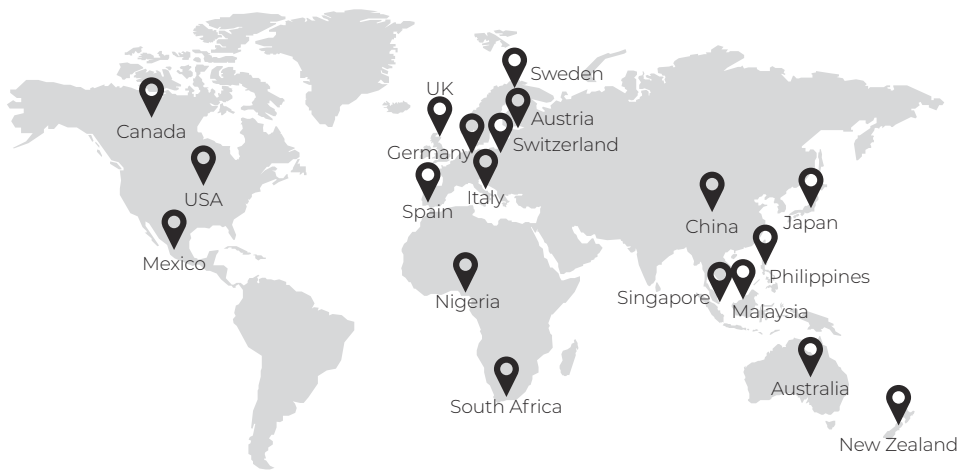 Sweden
UK
Austria
Canada
Switzerland
Germany
USA
Italy
Spain
Japan
China
Mexico
Philippines
Singapore
Nigeria
Malaysia
Australia
South Africa
New Zealand